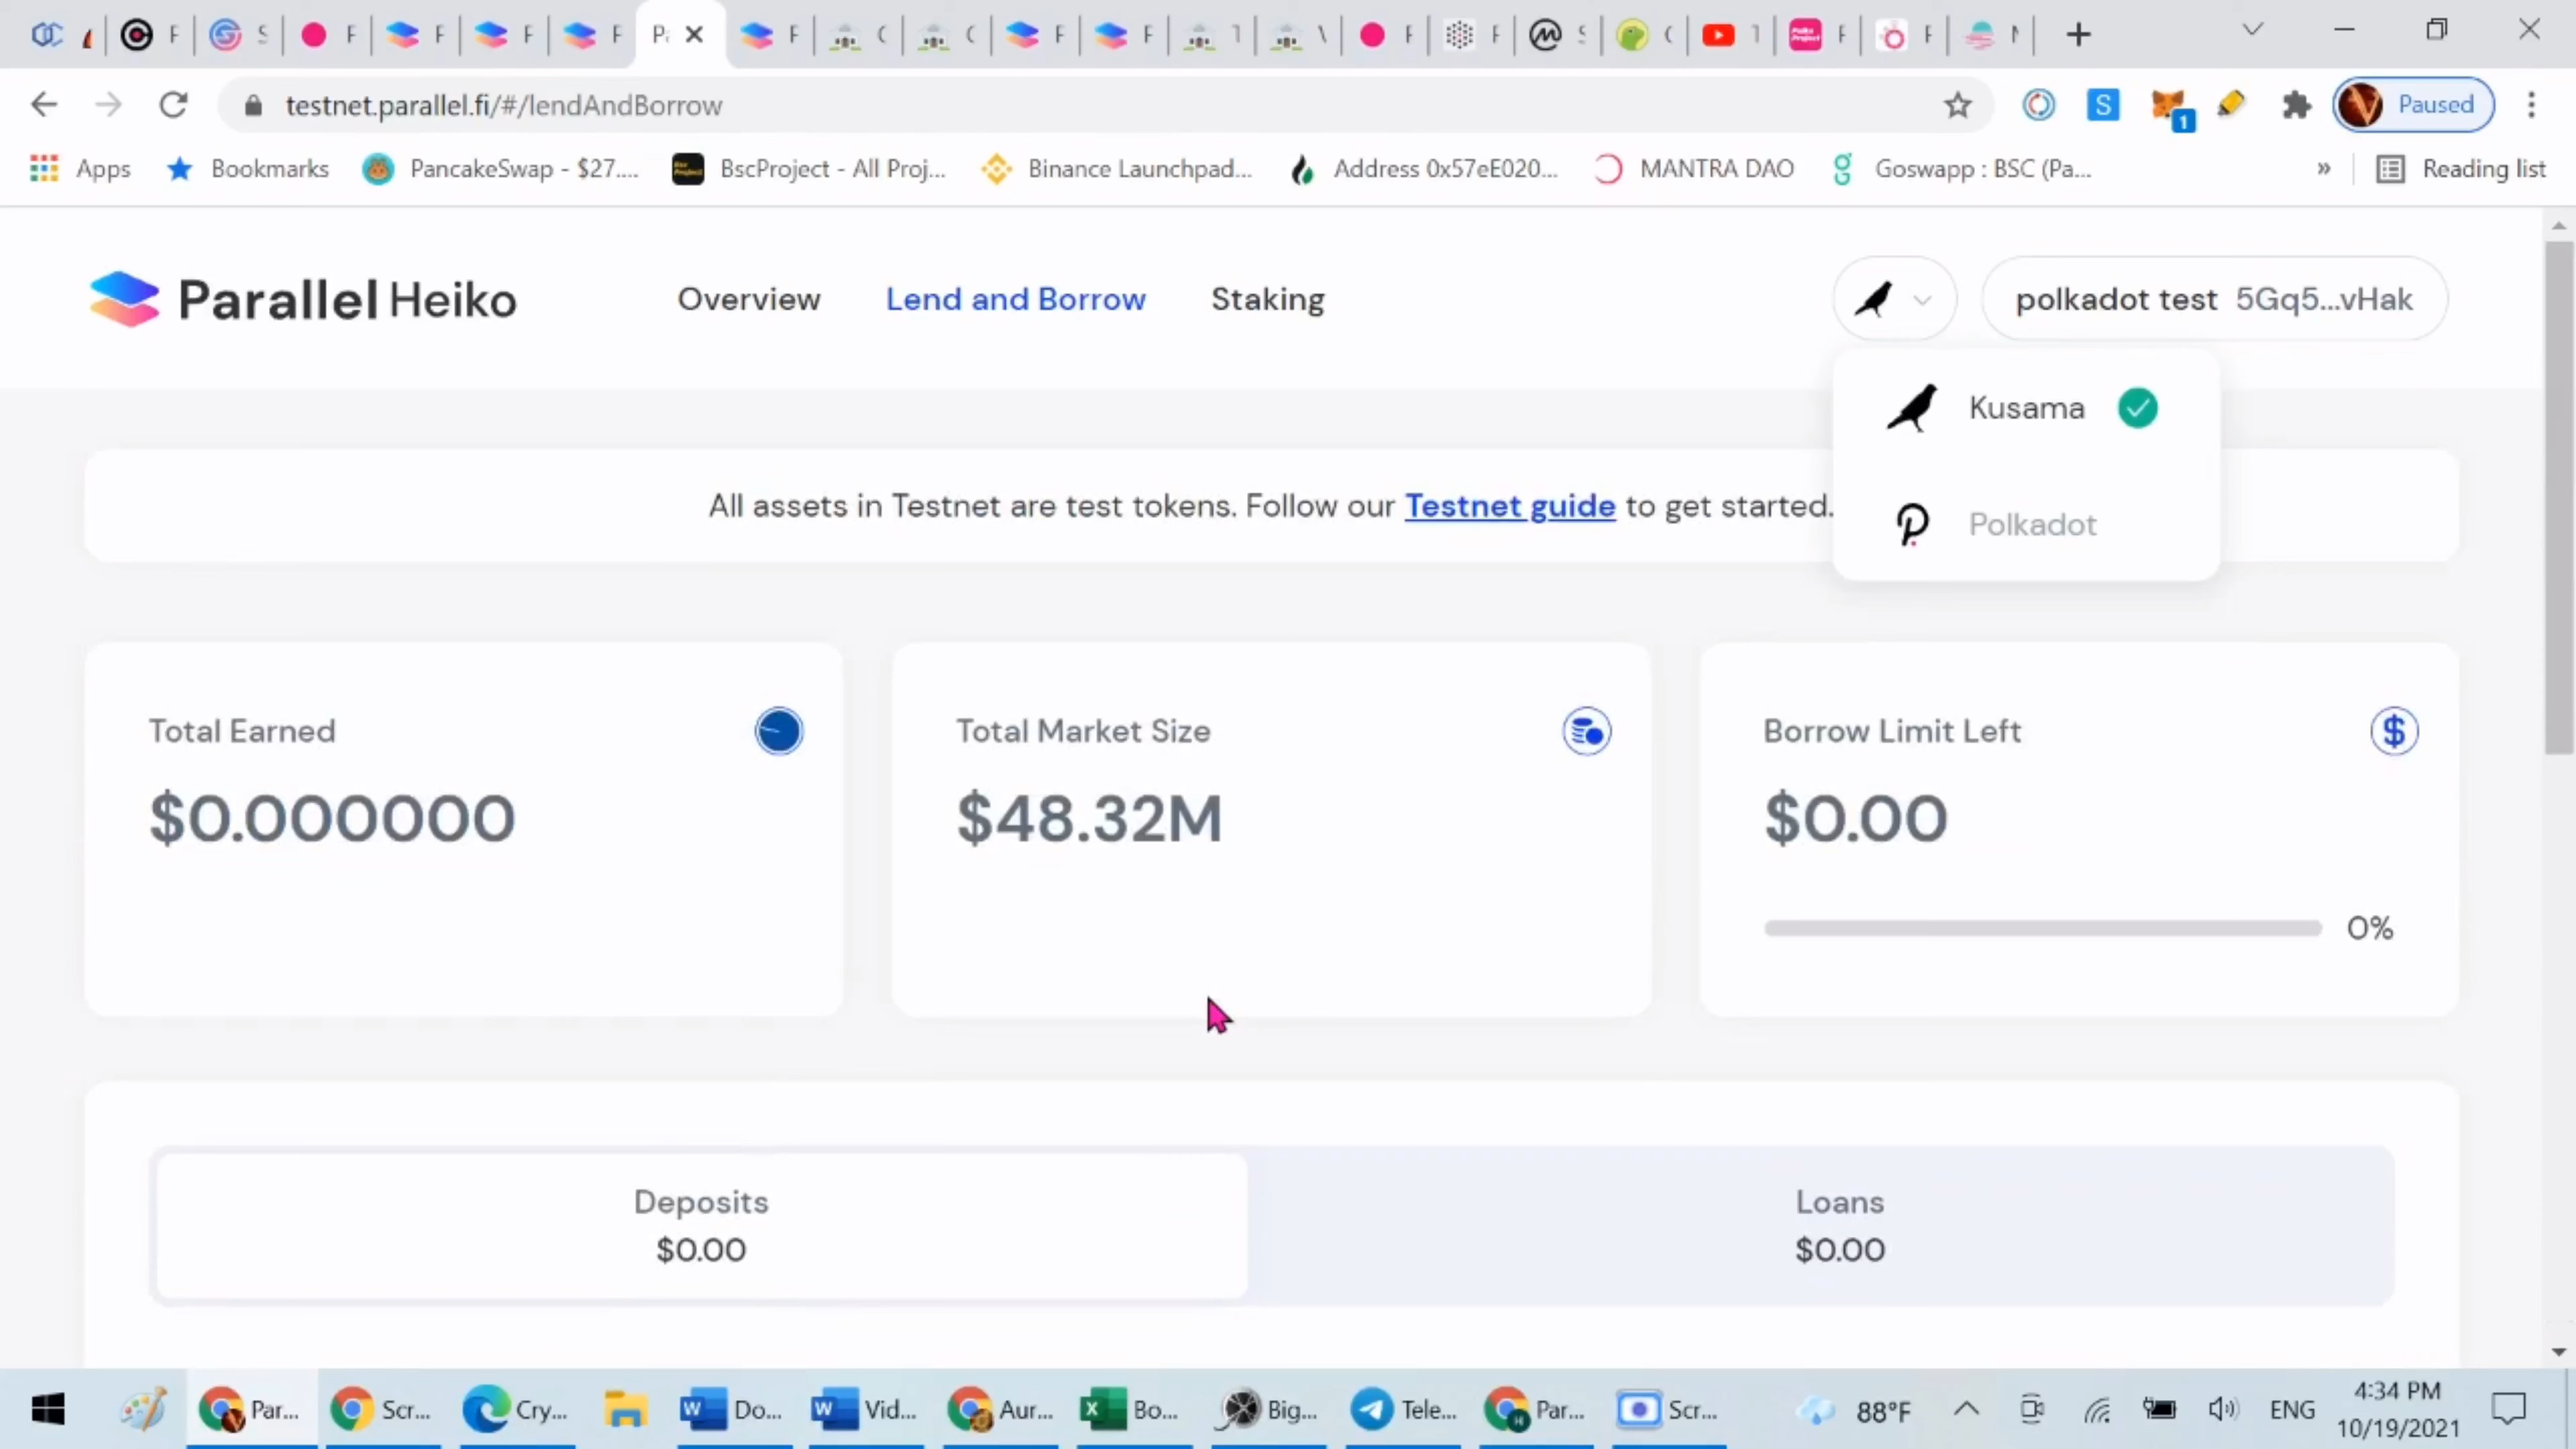 testnet.parallel.fi/#/lendAndBorrow
Paused
Apps Bookmarks PancakeSwap - $27.... BscProject - All Proj... Binance Launchpad... Address 0x57eE020... MANTRA DAO Goswapp : BSC (Pa... » Reading list
Parallel Heiko Overview Lend and Borrow Staking polkadot test 5Gq5...vHak
Kusama
Polkadot
All assets in Testnet are test tokens. Follow our Testnet guide to get started.
Total Earned
$0.000000
Total Market Size
$48.32M
Borrow Limit Left
$0.00
0%
Deposits
$0.00
Loans
$0.00
Par... Scr... Cry... Do... Vid... Aur... Bo... Big... Tele... Par... Scr... 88°F ENG
4:34 PM
10/19/2021